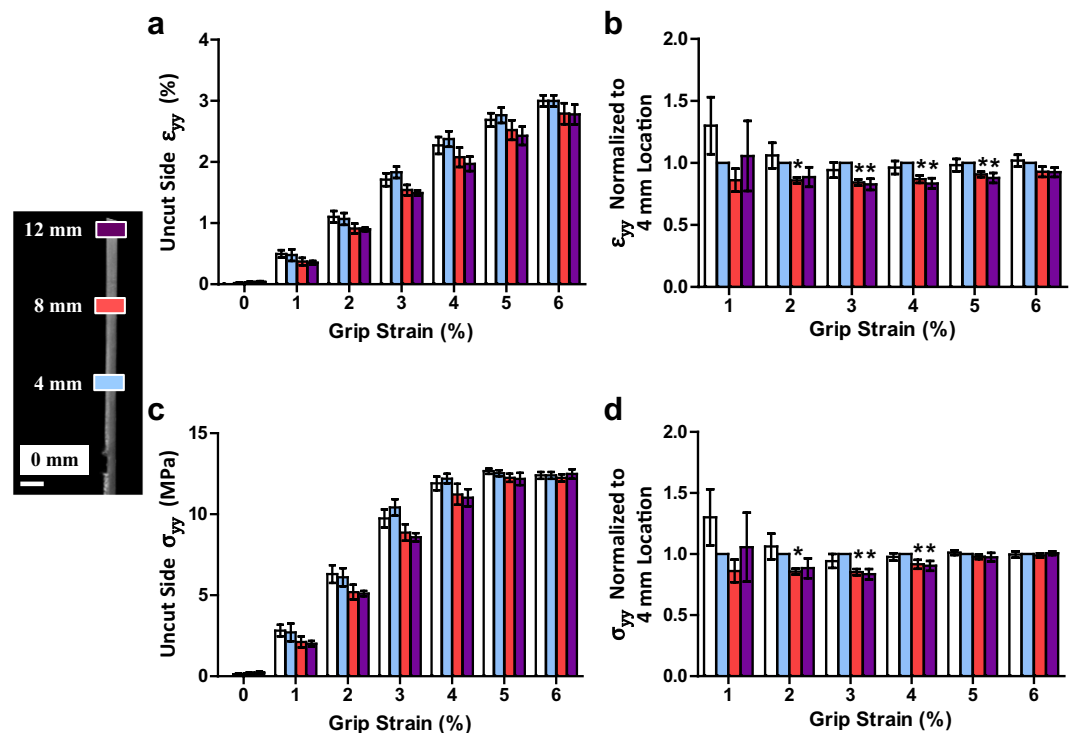 a
Uncut Side εyy (%)
4
3
2
1
0
0 1 2 3 4 5 6
Grip Strain (%)
b
εyy Normalized to
4 mm Location
2.0
1.5
1.0
0.5
0.0
* ** ** **
1 2 3 4 5 6
Grip Strain (%)
12 mm
8 mm
4 mm
0 mm
c
Uncut Side σyy (MPa)
15
10
5
0
0 1 2 3 4 5 6
Grip Strain (%)
d
σyy Normalized to
4 mm Location
2.0
1.5
1.0
0.5
0.0
* ** **
1 2 3 4 5 6
Grip Strain (%)